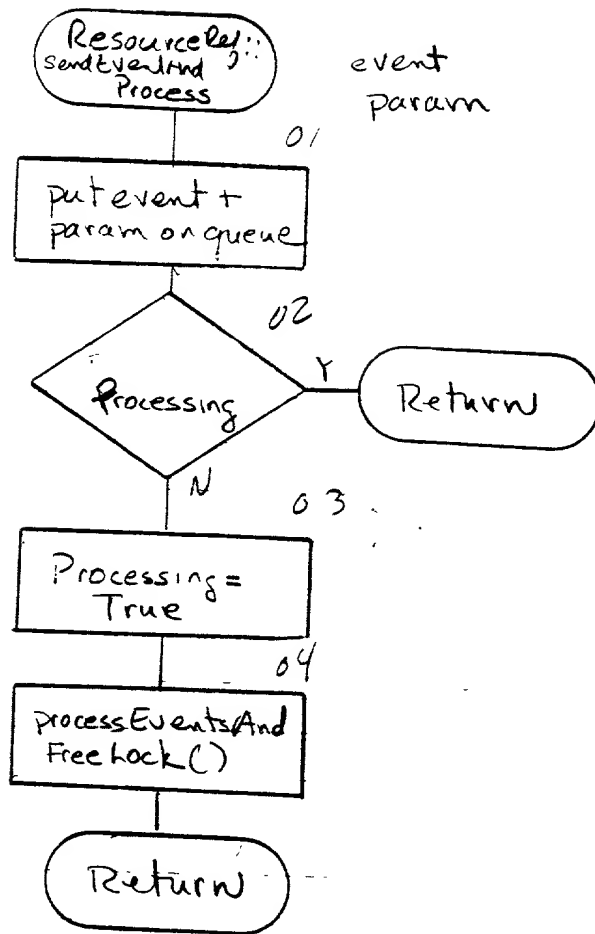 ResourceRef::
sendEventAnd
Process
event
param
01
put event +
param on queue
02
Processing
Y
Return
N
03
Processing =
True
04
processEventsAnd
FreeLock()
Return